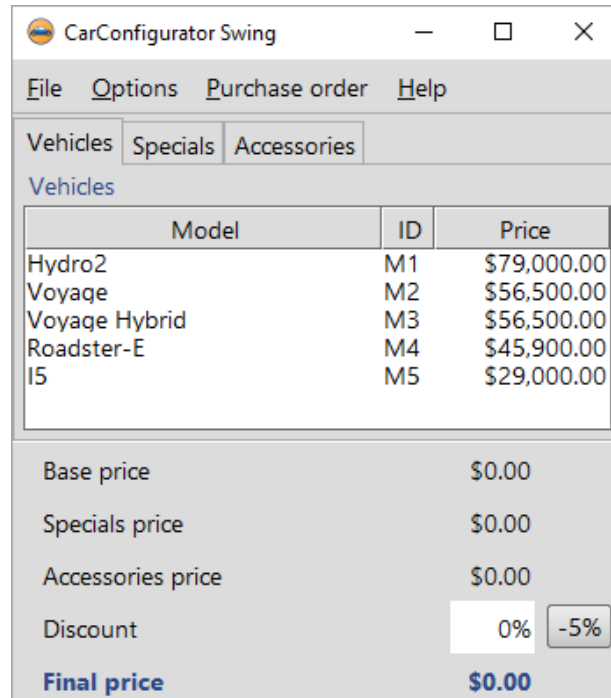 CarConfigurator Swing
File Options Purchase order Help
Vehicles Specials Accessories
Vehicles
Model ID Price
Hydro2 M1 $79,000.00
Voyage M2 $56,500.00
Voyage Hybrid M3 $56,500.00
Roadster-E M4 $45,900.00
I5 M5 $29,000.00
Base price $0.00
Specials price $0.00
Accessories price $0.00
Discount 0% -5%
Final price $0.00